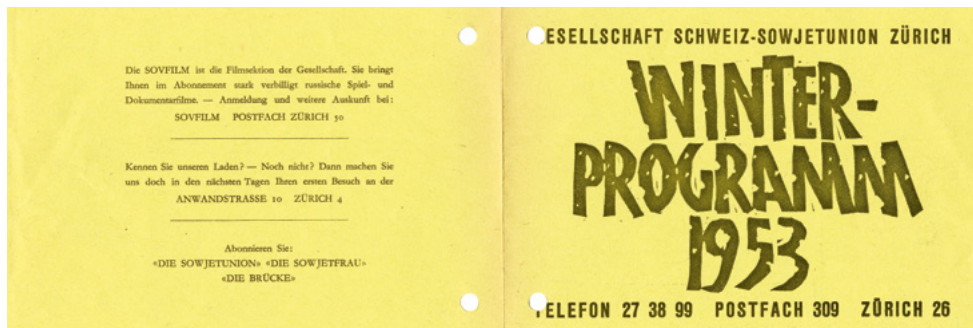 Die SOVFILM ist die Filmsektion der Gesellschaft. Sie bringt
Ihnen im Abonnement stark verbilligt russische Spiel- und
Dokumentarfilme. — Anmeldung und weitere Auskunft bei:
SOVFILM POSTFACH ZÜRICH 50
Kennen Sie unseren Laden? — Noch nicht? Dann machen Sie
uns doch in den nächsten Tagen Ihren ersten Besuch an der
ANWANDSTRASSE 10 ZÜRICH 4
Abonnieren Sie:
«DIE SOWJETUNION» «DIE SOWJETFRAU»
«DIE BRÜCKE»
ESELLSCHAFT SCHWEIZ-SOWJETUNION ZÜRICH
WINTER-
PROGRAMM
1953
TELEFON 27 38 99 POSTFACH 309 ZÜRICH 26